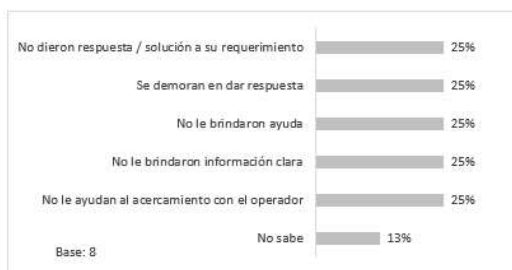 No dieron respuesta / solución a su requerimiento 25%
Se demoran en dar respuesta 25%
No le brindaron ayuda 25%
No le brindaron información clara 25%
No le ayudan al acercamiento con el operador 25%
No sabe 13%
Base: 8